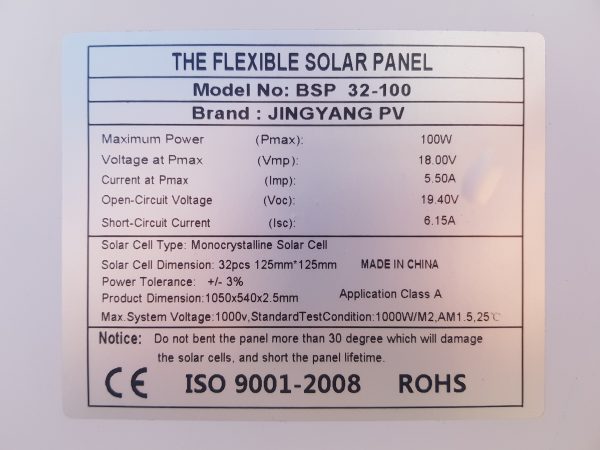 THE FLEXIBLE SOLAR PANEL
Model No: BSP 32-100
Brand : JINGYANG PV
Maximum Power (Pmax): 100W
Voltage at Pmax (Vmp): 18.00V
Current at Pmax (Imp): 5.50A
Open-Circuit Voltage (Voc): 19.40V
Short-Circuit Current (Isc): 6.15A
Solar Cell Type: Monocrystalline Solar Cell
Solar Cell Dimension: 32pcs 125mm*125mm MADE IN CHINA
Power Tolerance: +/- 3%
Product Dimension:1050x540x2.5mm Application Class A
Max.System Voltage:1000v,StandardTestCondition:1000W/M2,AM1.5,25℃
Notice: Do not bent the panel more than 30 degree which will damage
the solar cells, and short the panel lifetime.
CE ISO 9001-2008 ROHS